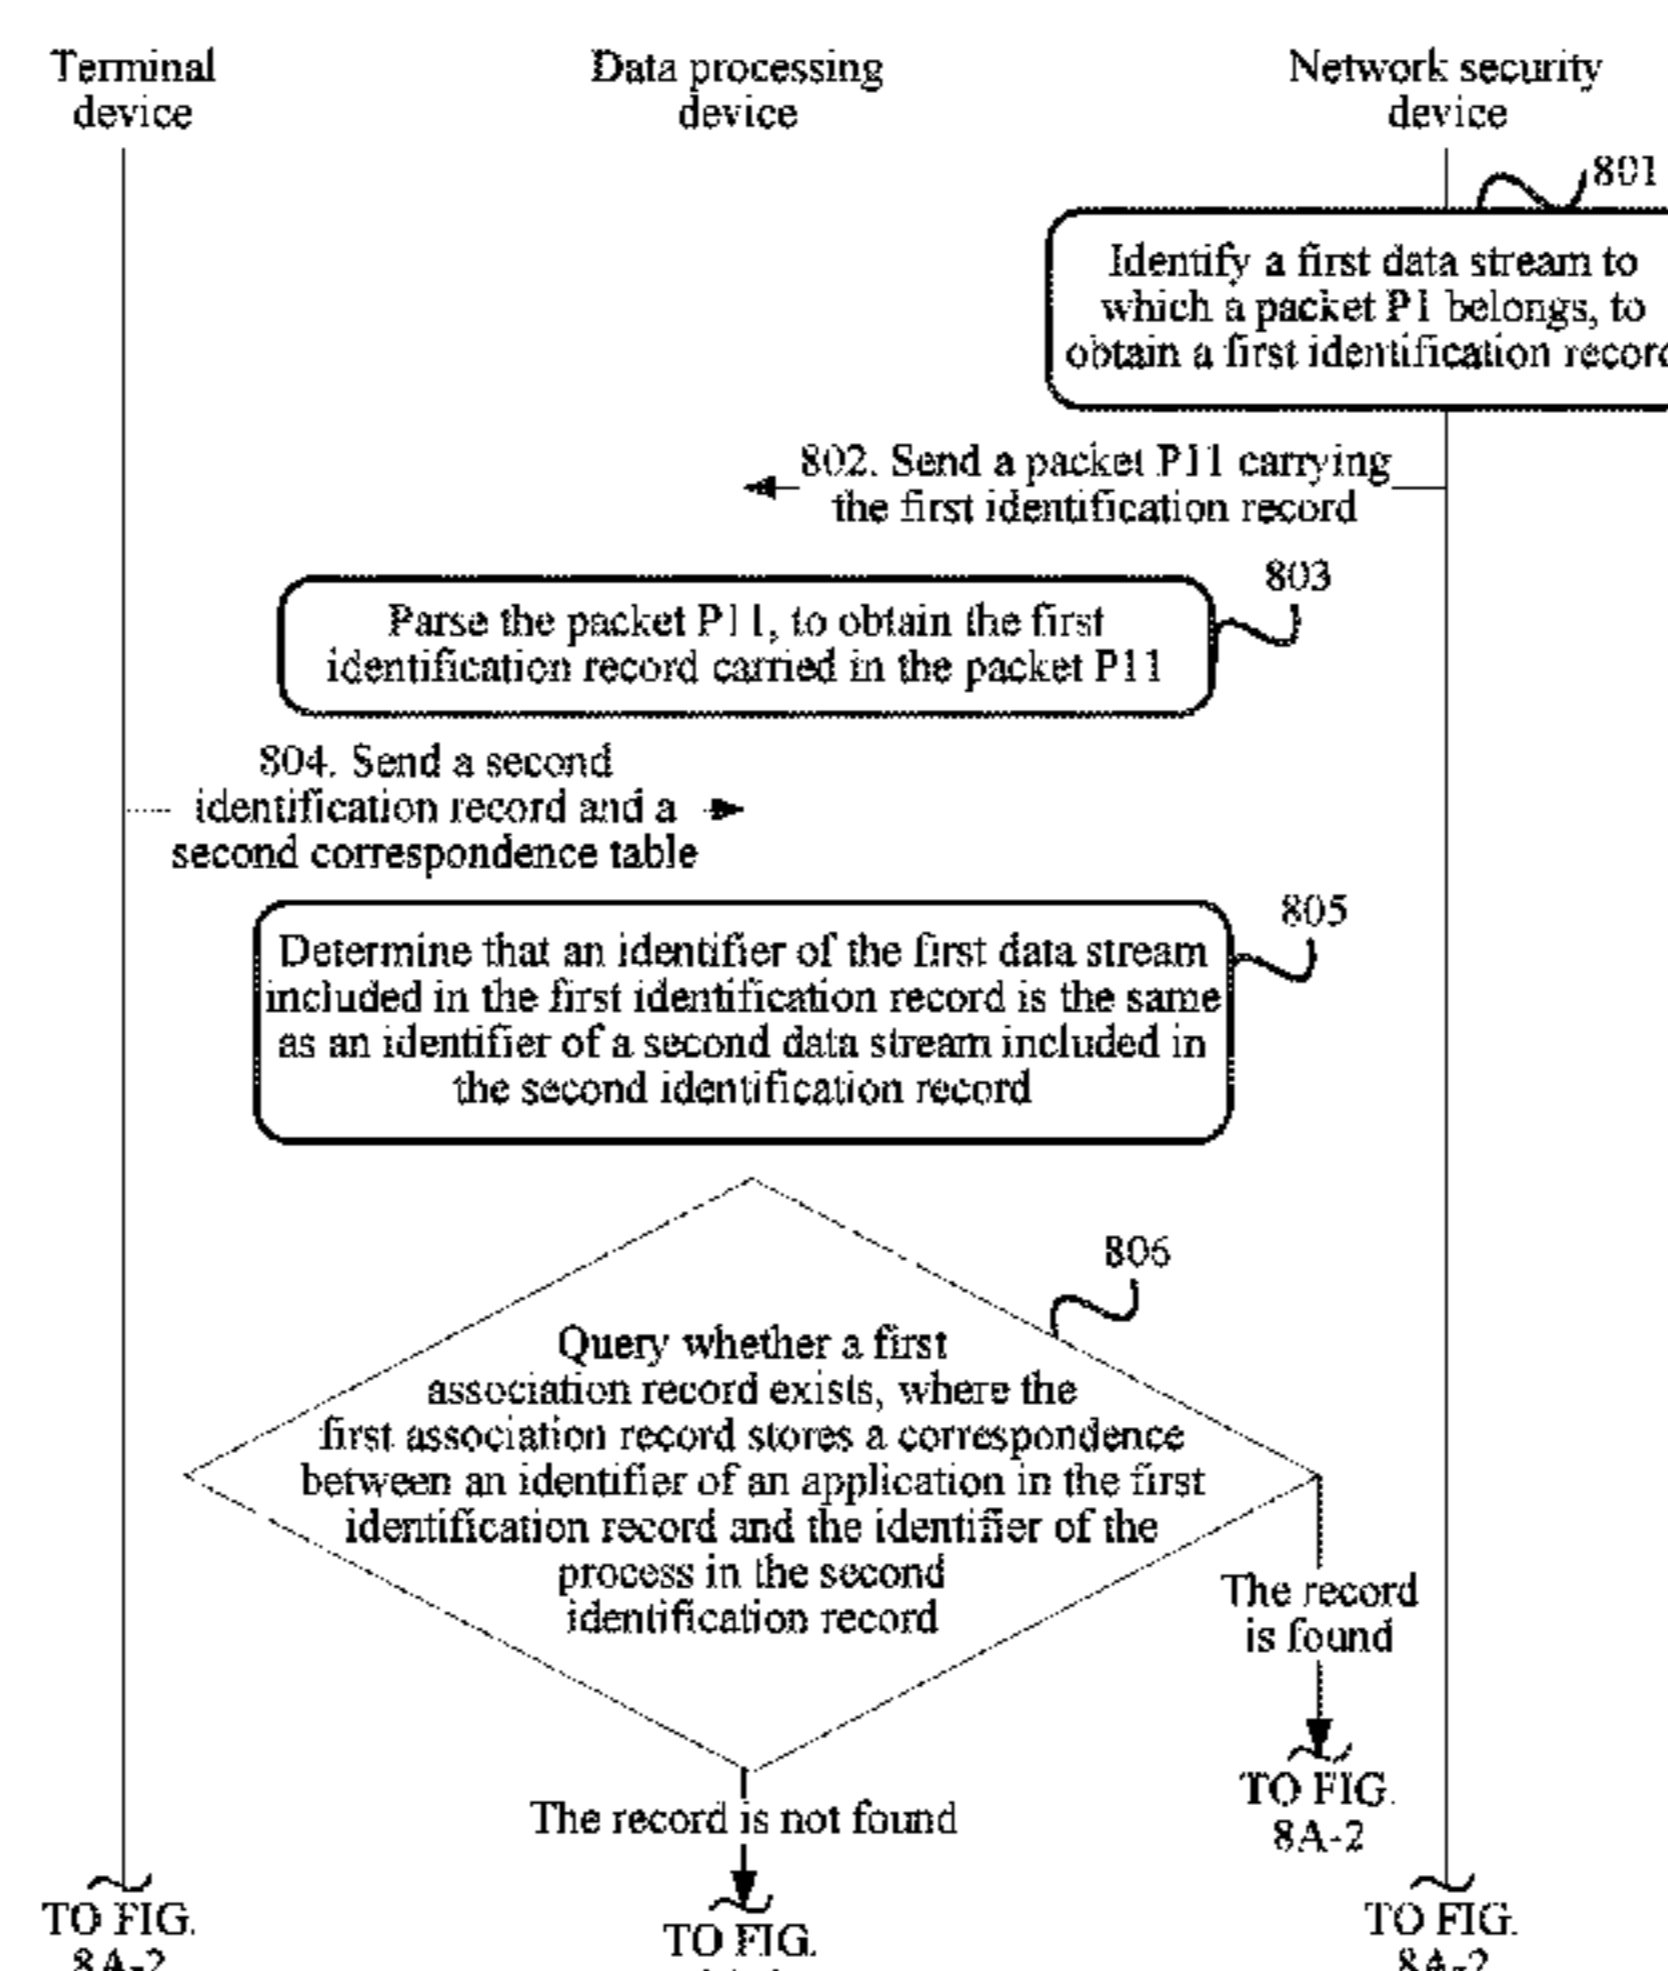 Terminal
device
Data processing
device
Network security
device
801
Identify a first data stream to
which a packet P1 belongs, to
obtain a first identification record
802. Send a packet P11 carrying
the first identification record
803
Parse the packet P11, to obtain the first
identification record carried in the packet P11
804. Send a second
identification record and a
second correspondence table
805
Determine that an identifier of the first data stream
included in the first identification record is the same
as an identifier of a second data stream included in
the second identification record
806
Query whether a first
association record exists, where the
first association record stores a correspondence
between an identifier of an application in the first
identification record and the identifier of the
process in the second
identification record
The record
is found
TO FIG.
8A-2
The record is not found
TO FIG.
8A-2
TO FIG.
TO FIG.
8A-2